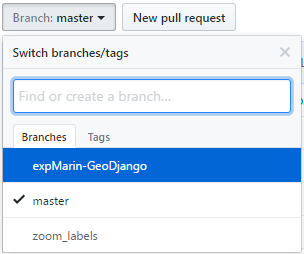 Branch: master New pull request
Switch branches/tags
Find or create a branch...
Branches Tags
expMarin-GeoDjango
master
zoom_labels